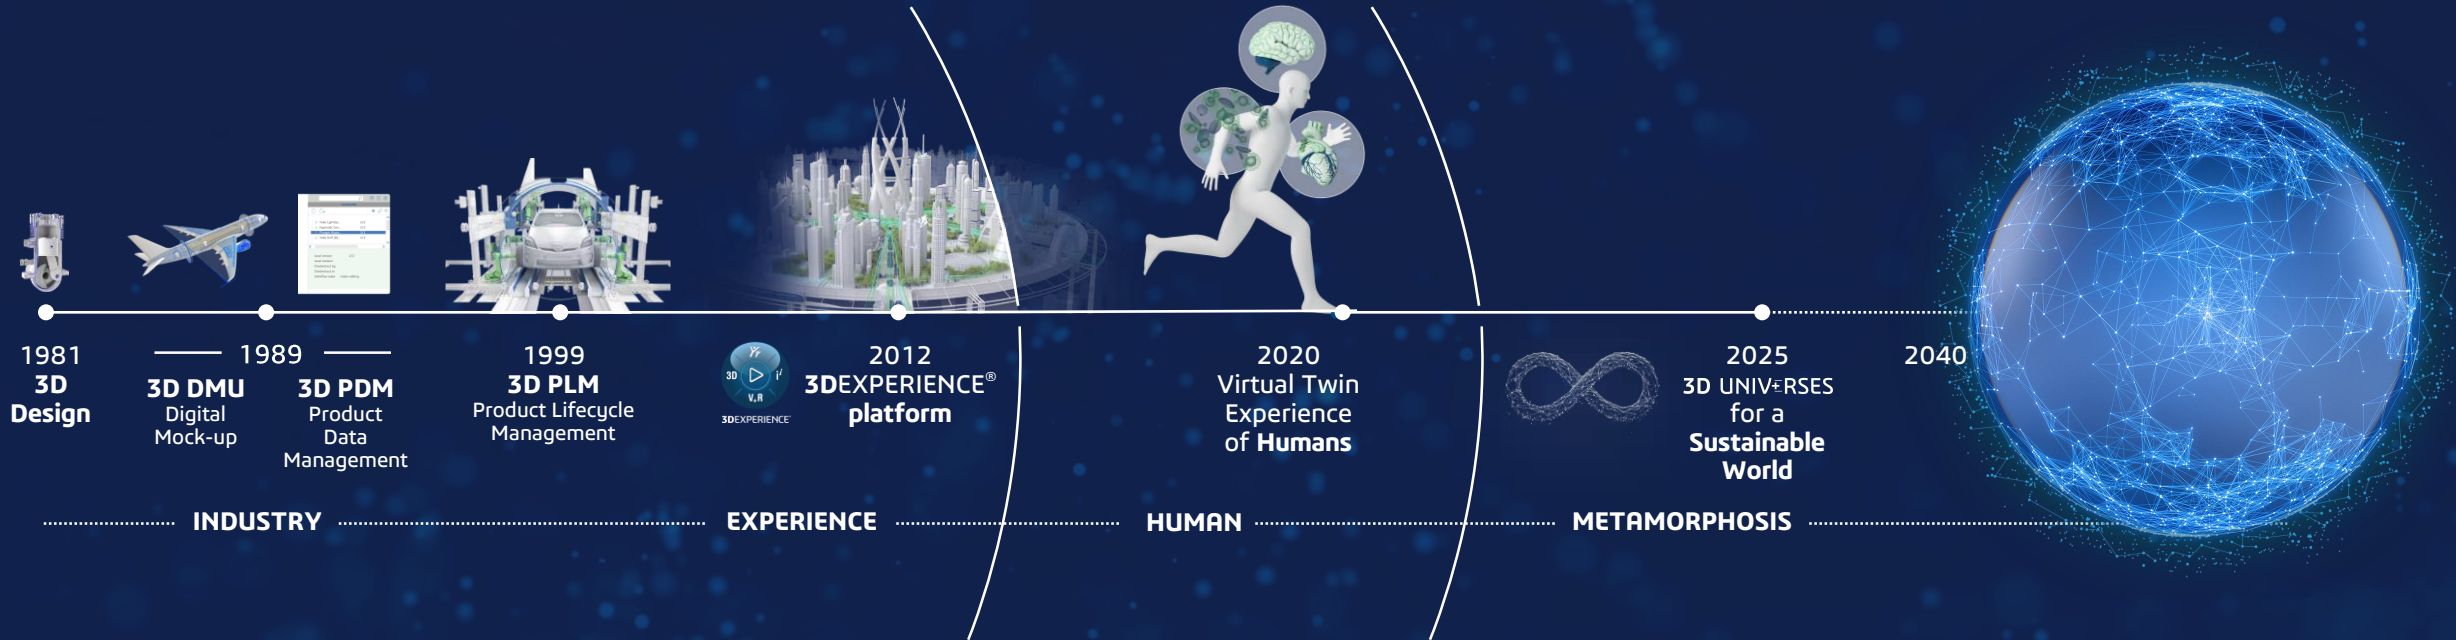 1981
3D
Design
1989
3D DMU
Digital
Mock-up
3D PDM
Product
Data
Management
1999
3D PLM
Product Lifecycle
Management
3D
V.R
3DEXPERIENCE
2012
3DEXPERIENCE®
platform
2020
Virtual Twin
Experience
of Humans
2025
3D UNIV+RSES
for a
Sustainable
World
2040
INDUSTRY
EXPERIENCE
HUMAN
METAMORPHOSIS